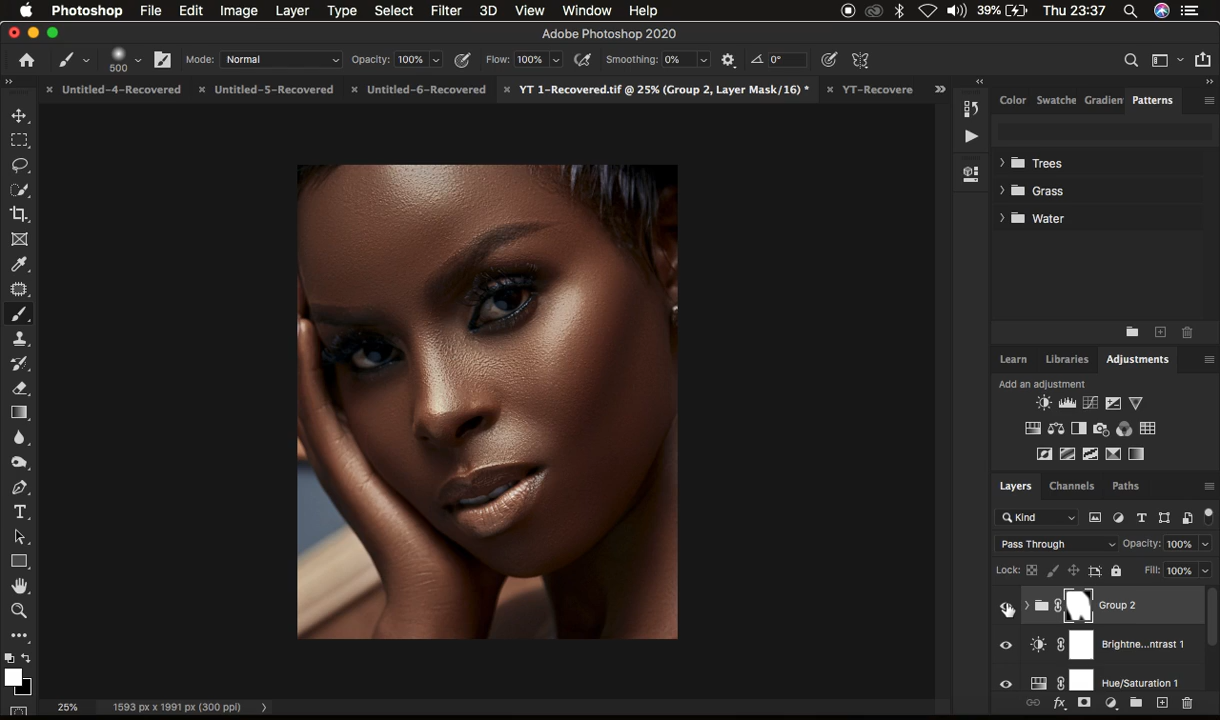 Photoshop File Edit Image Layer Type Select Filter 3D View Window Help 39% Thu 23:37
Adobe Photoshop 2020
500 Mode: Normal Opacity: 100% Flow: 100% Smoothing: 0% 0°
Untitled-4-Recovered Untitled-5-Recovered Untitled-6-Recovered YT 1-Recovered.tif @ 25% (Group 2, Layer Mask/16) * YT-Recovere
Color Swatche Gradien Patterns
Trees
Grass
Water
Learn Libraries Adjustments
Add an adjustment
Layers Channels Paths
Kind
Pass Through Opacity: 100%
Lock: Fill: 100%
Group 2
Brightne...ntrast 1
Hue/Saturation 1
25% 1593 px x 1991 px (300 ppi)